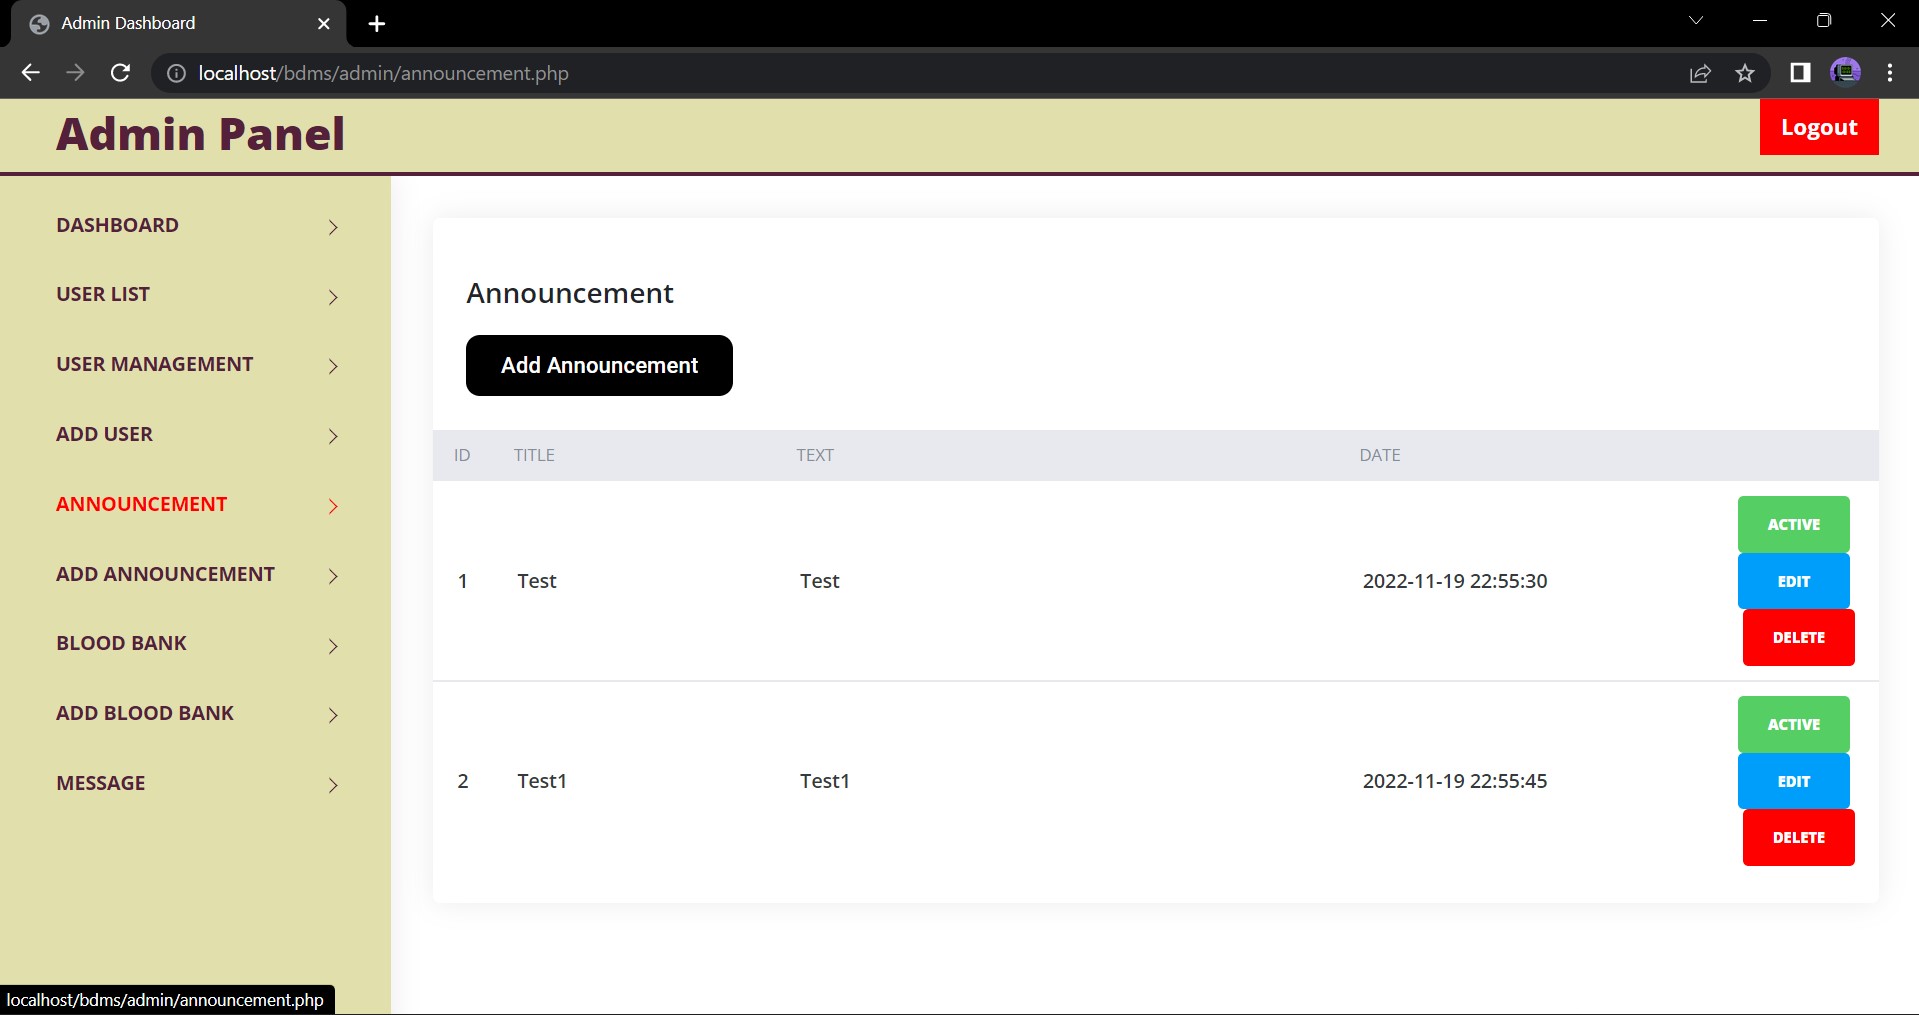 Admin Dashboard
localhost/bdms/admin/announcement.php
Admin Panel
Logout
DASHBOARD
USER LIST
USER MANAGEMENT
ADD USER
ANNOUNCEMENT
ADD ANNOUNCEMENT
BLOOD BANK
ADD BLOOD BANK
MESSAGE
Announcement
Add Announcement
ID TITLE TEXT DATE
ACTIVE
1 Test Test 2022-11-19 22:55:30 EDIT
DELETE
ACTIVE
2 Test1 Test1 2022-11-19 22:55:45 EDIT
DELETE
localhost/bdms/admin/announcement.php